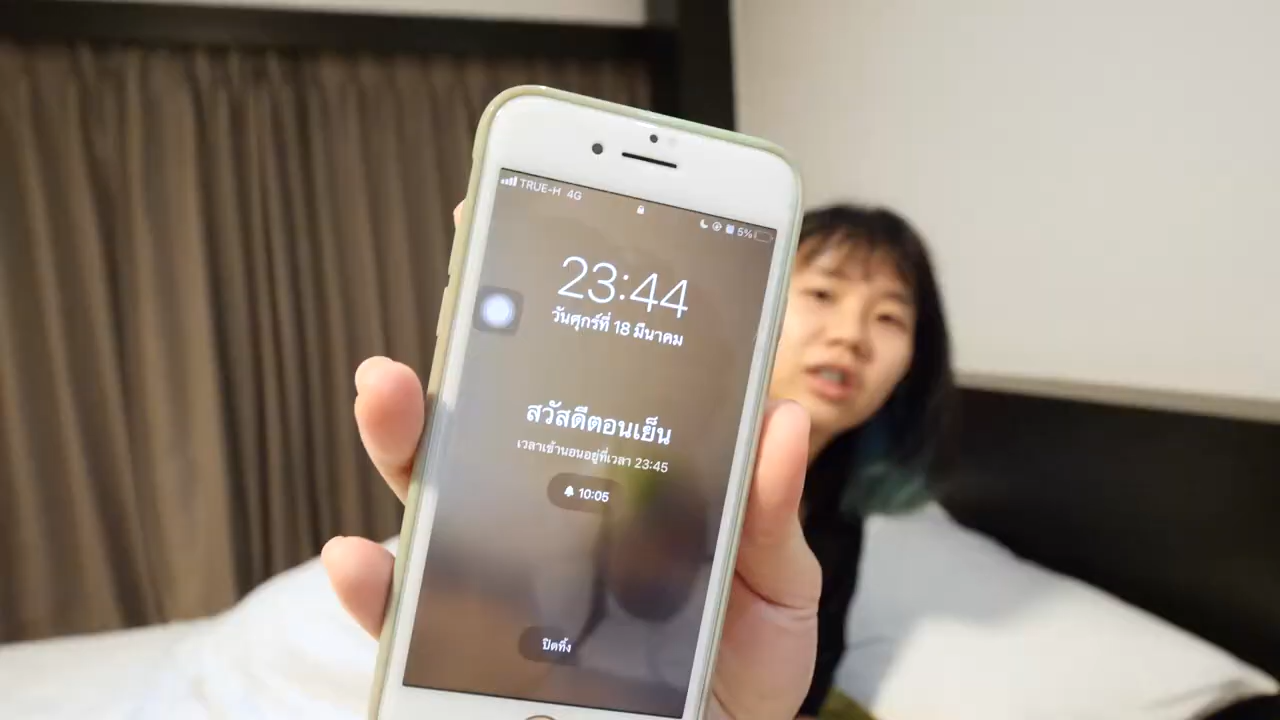 TRUE-H 4G
5%
23:44
วันศุกร์ที่ 18 มีนาคม
สวัสดีตอนเย็น
เวลาเข้านอนอยู่ที่เวลา 23:45
10:05
ปิดทิ้ง